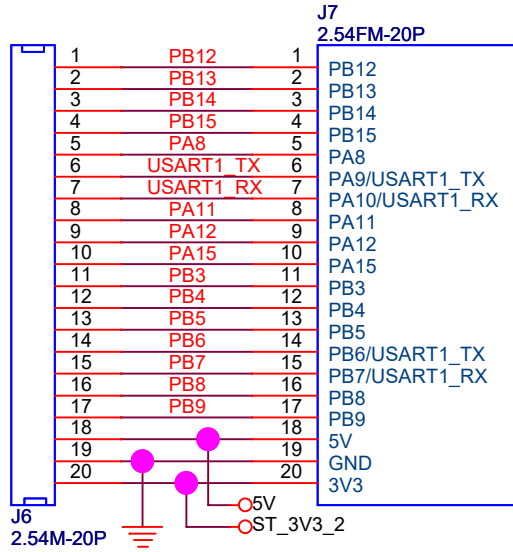 J7
2.54FM-20P
1 PB12 1 PB12
2 PB13 2 PB13
3 PB14 3 PB14
4 PB15 4 PB15
5 PA8 5 PA8
6 USART1_TX 6 PA9/USART1_TX
7 USART1_RX 7 PA10/USART1_RX
8 PA11 8 PA11
9 PA12 9 PA12
10 PA15 10 PA15
11 PB3 11 PB3
12 PB4 12 PB4
13 PB5 13 PB5
14 PB6 14 PB6/USART1_TX
15 PB7 15 PB7/USART1_RX
16 PB8 16 PB8
17 PB9 17 PB9
18 18 5V
19 19 GND
20 20 3V3
5V
ST_3V3_2
J6
2.54M-20P